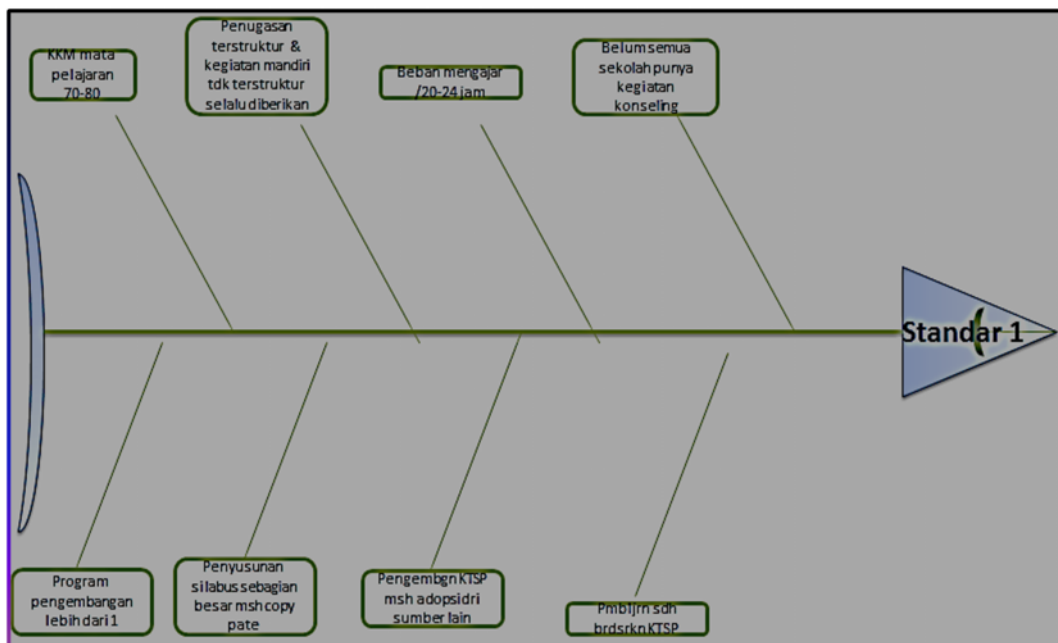 KKM mata
pelajaran
70-80
Penugasan
terstruktur &
kegiatan mandiri
tdk terstruktur
selalu diberikan
Beban mengajar
/20-24 jam
Belum semua
sekolah punya
kegiatan
konseling
Standar 1
Program
pengembangan
lebih dari 1
Penyusunan
silabus sebagian
besar msh copy
pate
Pengembgn KTSP
msh adopsi dri
sumber lain
Pmbljrn sdh
brdsrkn KTSP